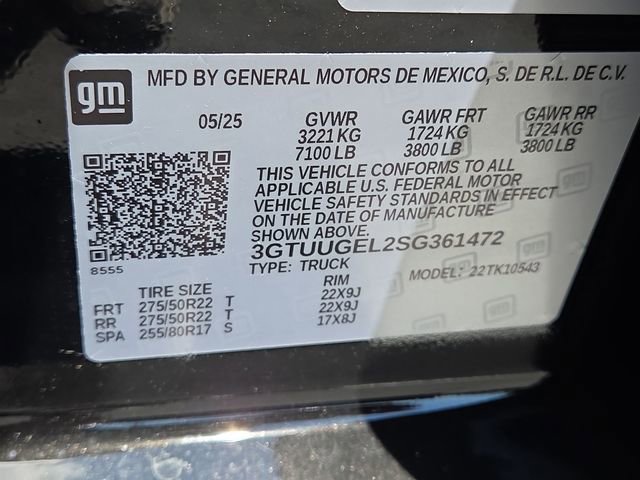 gm
MFD BY GENERAL MOTORS DE MEXICO, S. DE R.L. DE C.V.
05/25 GVWR GAWR FRT GAWR RR
3221 KG 1724 KG 1724 KG
7100 LB 3800 LB 3800 LB
THIS VEHICLE CONFORMS TO ALL
APPLICABLE U.S. FEDERAL MOTOR
VEHICLE SAFETY STANDARDS IN EFFECT
ON THE DATE OF MANUFACTURE
SHOWN ABOVE.
3GTUUGEL2SG361472
8555
TYPE: TRUCK MODEL: 22TK10543
TIRE SIZE RIM
FRT 275/50R22 T 22X9J
RR 275/50R22 T 22X9J
SPA 255/80R17 S 17X8J